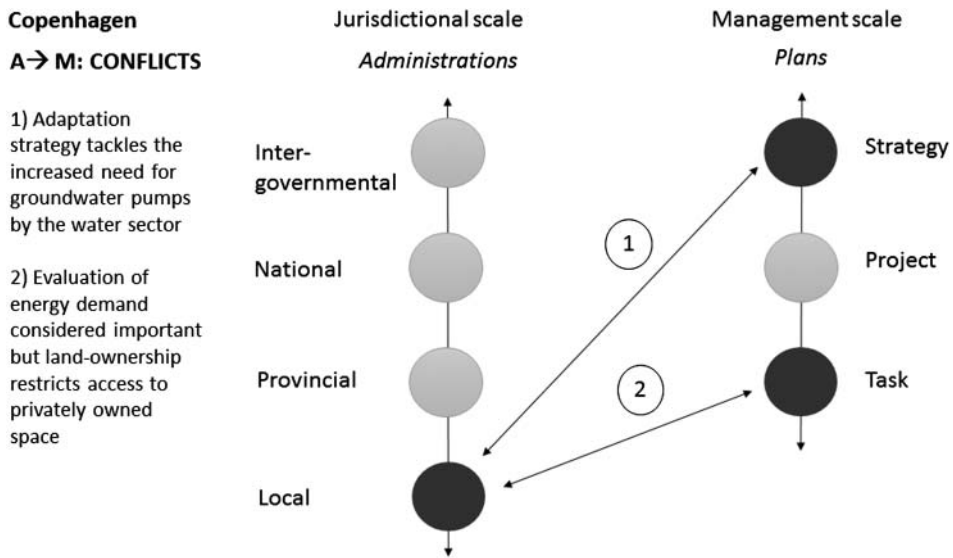 Copenhagen
A→ M: CONFLICTS
1) Adaptation
strategy tackles the
increased need for
groundwater pumps
by the water sector
2) Evaluation of
energy demand
considered important
but land-ownership
restricts access to
privately owned
space
Jurisdictional scale
Administrations
Inter-
governmental
National
Provincial
Local
1
2
Management scale
Plans
Strategy
Project
Task